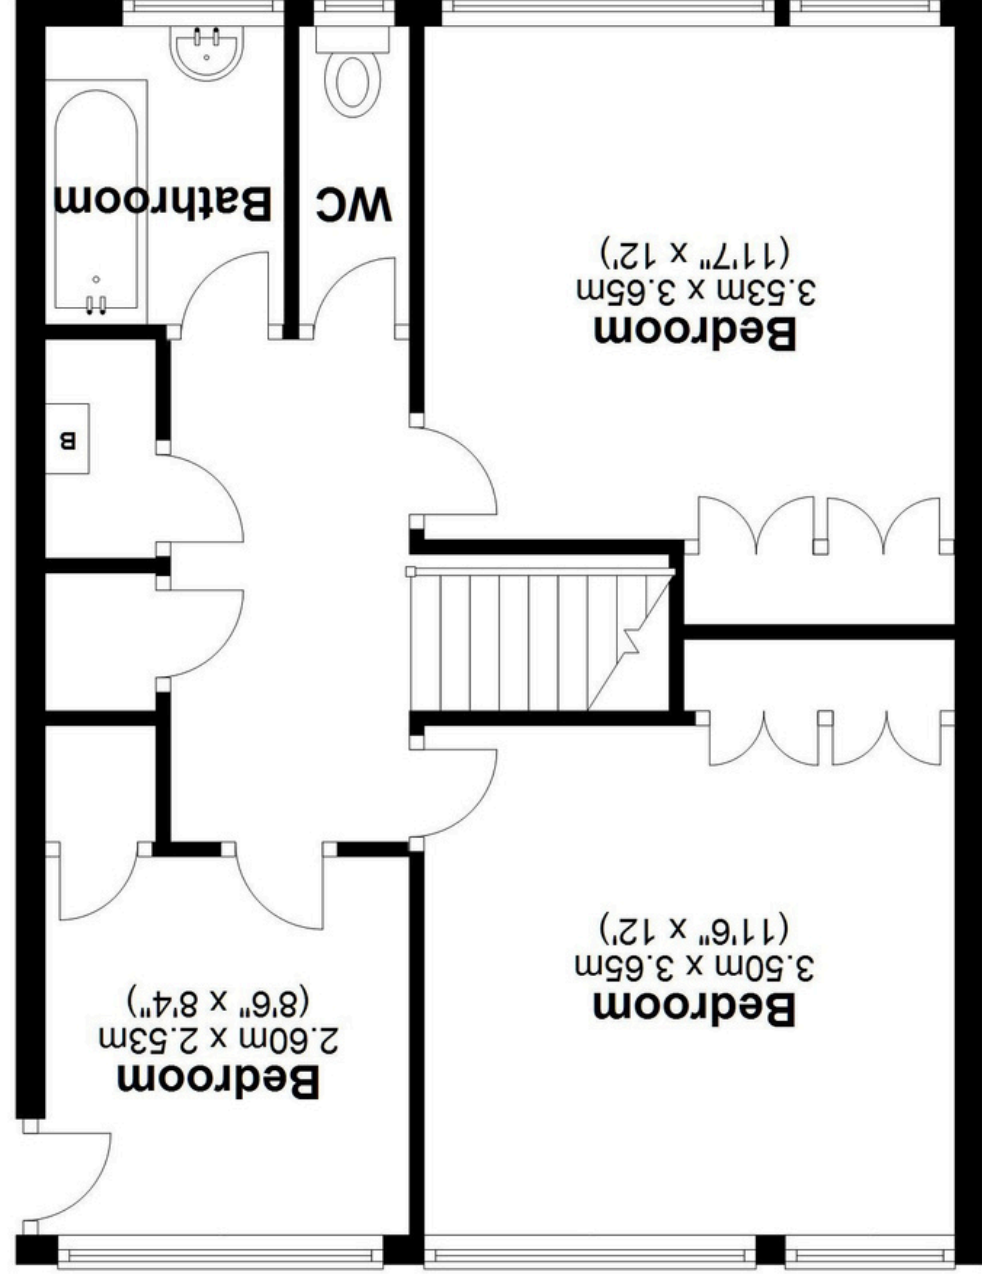 Bedroom
3.50m x 3.65m
(11'6" x 12')
Bedroom
2.60m x 2.53m
(8'6" x 8'4")
B
Bedroom
3.53m x 3.65m
(11'7" x 12')
WC
Bathroom